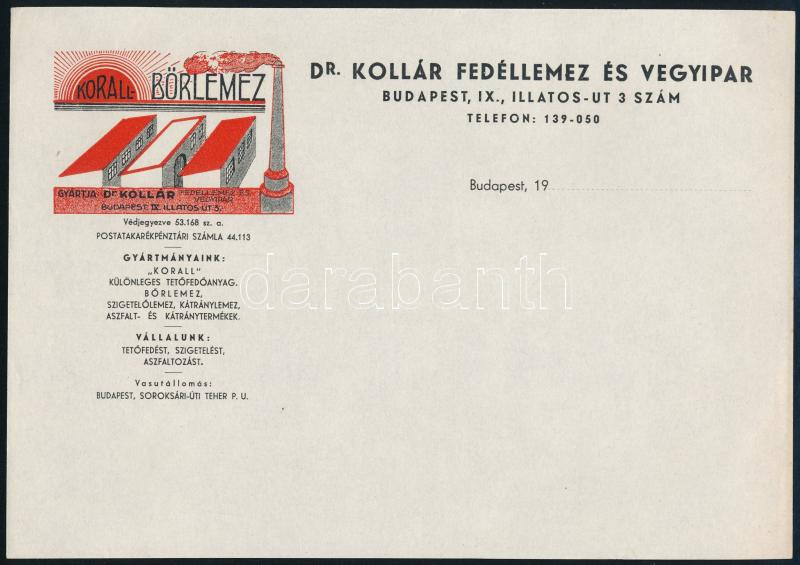 KORALL-BŐRLEMEZ
GYÁRTJA: DR KOLLÁR FEDÉLLEMEZ ÉS VEGYIPAR
BUDAPEST. IX. ILLATOS-UT 3.
Védjegyezve 53.168 sz. a.
POSTATAKARÉKPÉNZTÁRI SZÁMLA 44.113
GYÁRTMÁNYAINK:
„KORALL"
KÜLÖNLEGES TETŐFEDŐANYAG.
BŐRLEMEZ,
SZIGETELŐLEMEZ, KÁTRÁNYLEMEZ,
ASZFALT- ÉS KÁTRÁNYTERMÉKEK.
VÁLLALUNK:
TETŐFEDÉST, SZIGETELÉST,
ASZFALTOZÁST.
Vasutállomás:
BUDAPEST, SOROKSÁRI-ÚTI TEHER P. U.
DR. KOLLÁR FEDÉLLEMEZ ÉS VEGYIPAR
BUDAPEST, IX., ILLATOS-UT 3 SZÁM
TELEFON: 139-050
Budapest, 19
darabanth